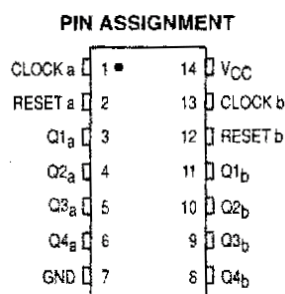 PIN ASSIGNMENT
CLOCK a 1 14 VCC
RESET a 2 13 CLOCK b
Q1a 3 12 RESET b
Q2a 4 11 Q1b
Q3a 5 10 Q2b
Q4a 6 9 Q3b
GND 7 8 Q4b